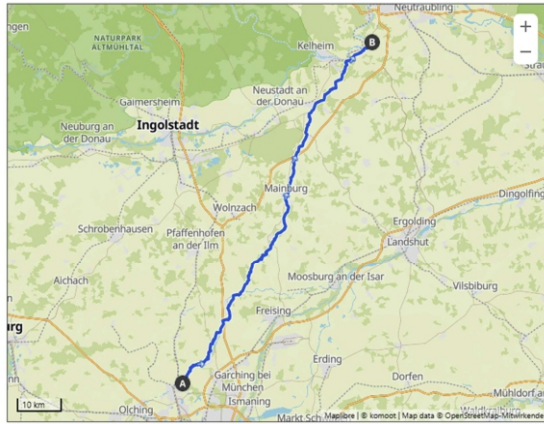 Neutraubling
ngen
NATURPARK
ALTMÜHLTAL
Kelheim
B
+
−
Neustadt an
der Donau
Gaimersheim
Neuburg an
der Donau
Ingolstadt
Mainburg
Wolnzach
Dingolfing
Schrobenhausen
Pfaffenhofen
an der Ilm
Ergolding
Landshut
Aichach
Moosburg an der Isar
Vilsbiburg
Freising
rg
Erding
A
Garching bei
München
Dorfen
Mühldorf a
10 km
Olching
Ismaning
Markt Sch
Waldkraiburg
Maplibre | © komoot | Map data © OpenStreetMap-Mitwirkende